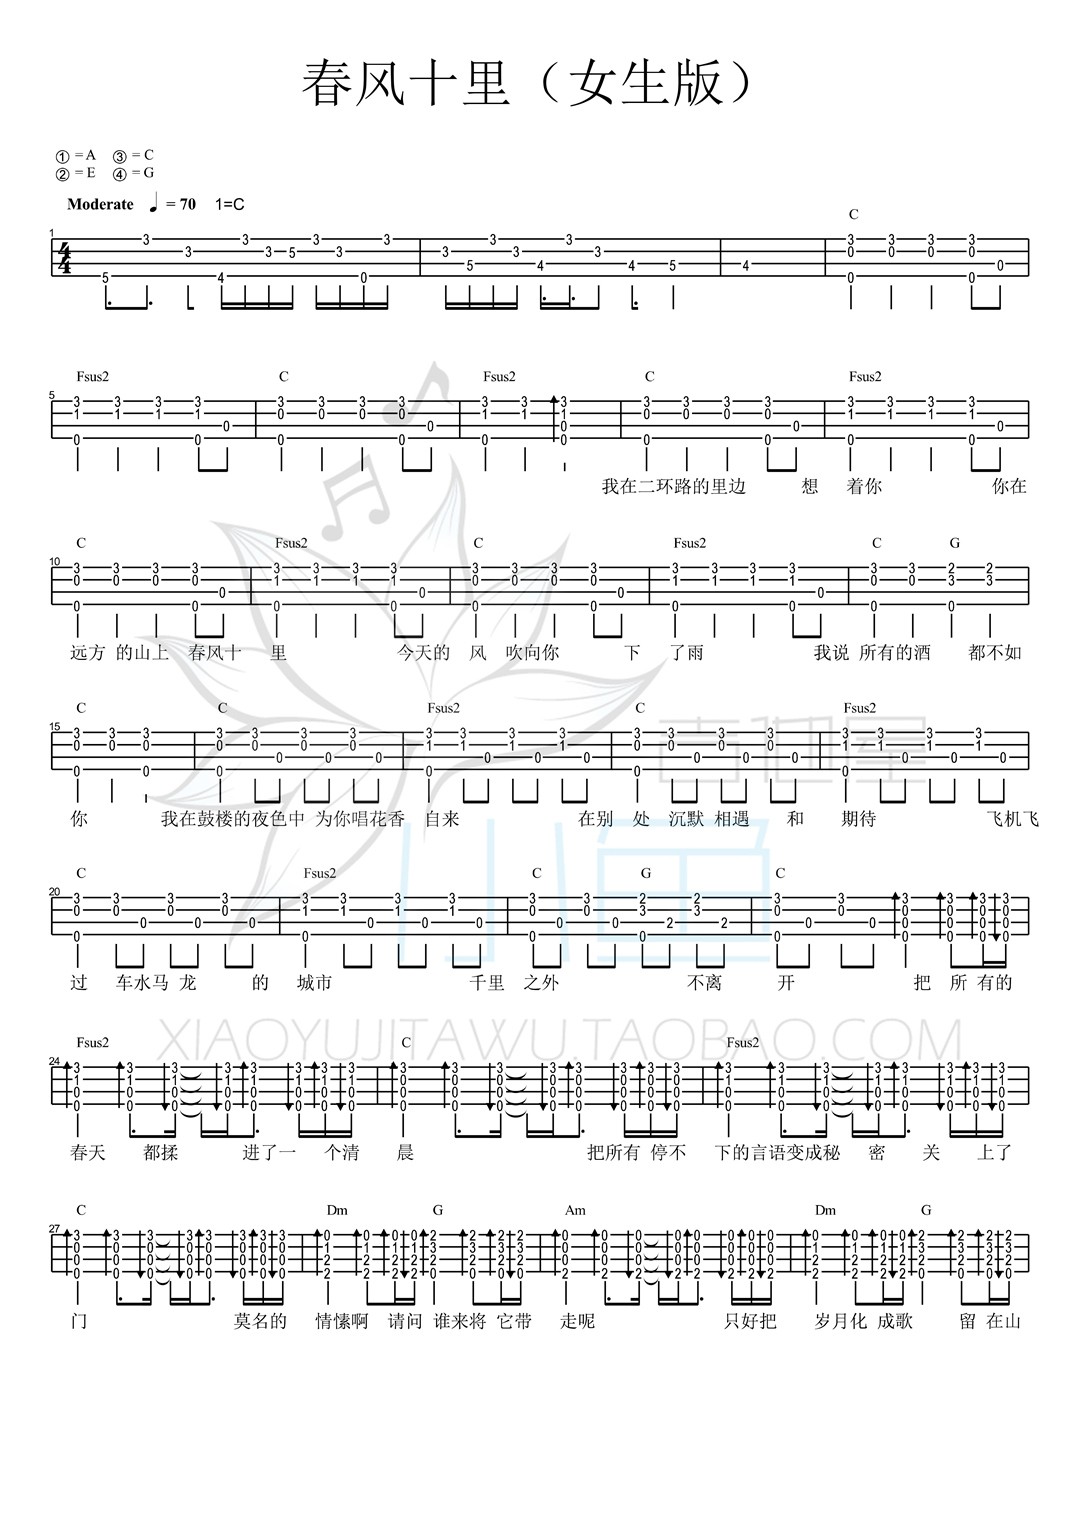 春风十里（女生版）
①=A ③=C
②=E ④=G
Moderate ♩=70 1=C
C
1
Fsus2 C Fsus2 C Fsus2
5
我在二环路的里边 想 着你 你在
C Fsus2 C Fsus2 C G
10
远方 的山上 春风十 里 今天的 风 吹向你 下 了雨 我说 所有的酒 都不如
C C Fsus2 C Fsus2
15
你 我在鼓楼的夜色中 为你唱花香 自来 在别 处 沉默 相遇 和 期待 飞机飞
C Fsus2 C G C
20
过 车水马 龙 的 城市 千里 之外 不离 开 把 所 有的
XIAOYUJITAWU.TAOBAO.COM
Fsus2 C Fsus2
24
春天 都揉 进了一 个清 晨 把所有 停不 下的言语变成秘 密 关 上了
C Dm G Am Dm G
27
门 莫名的 情愫啊 请问 谁来将 它带 走呢 只好把 岁月化 成歌 留 在山